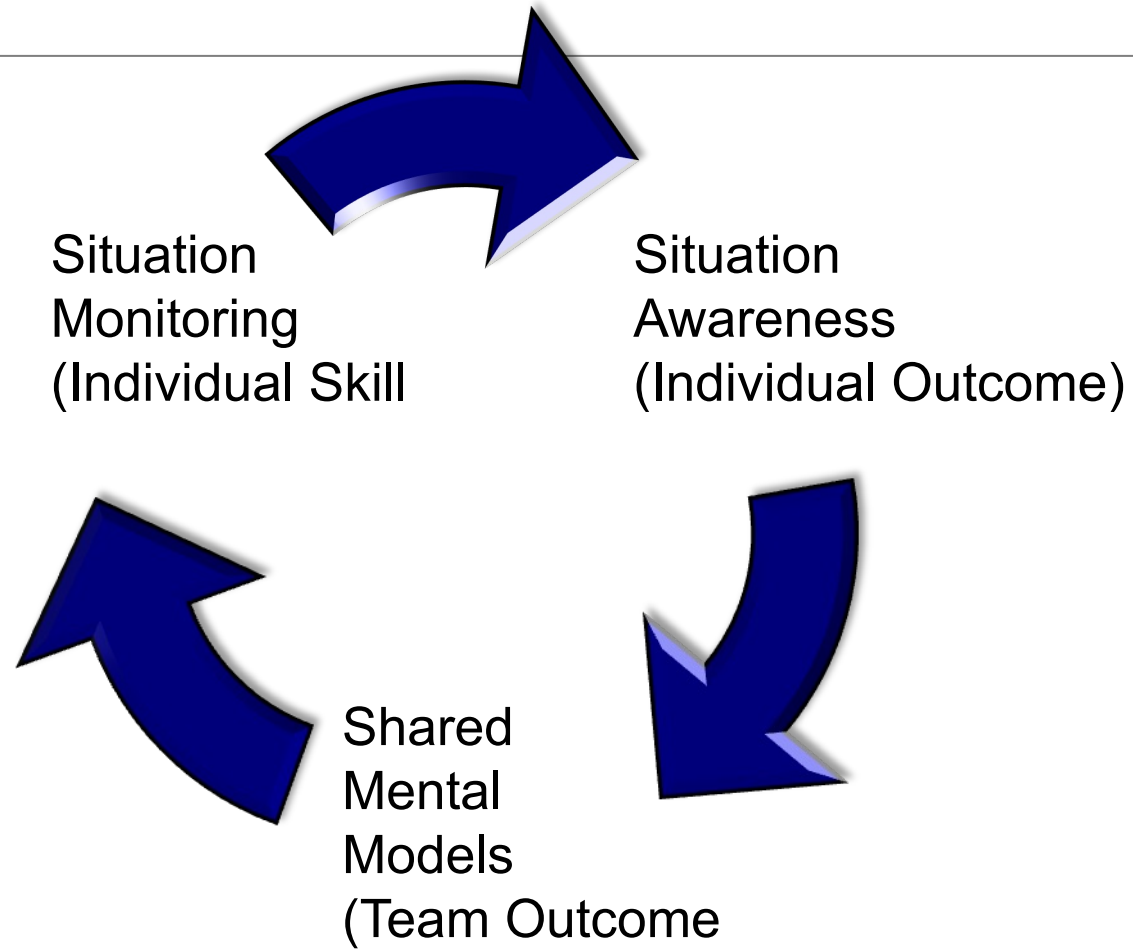 Situation
Monitoring
(Individual Skill
Situation
Awareness
(Individual Outcome)
Shared
Mental
Models
(Team Outcome